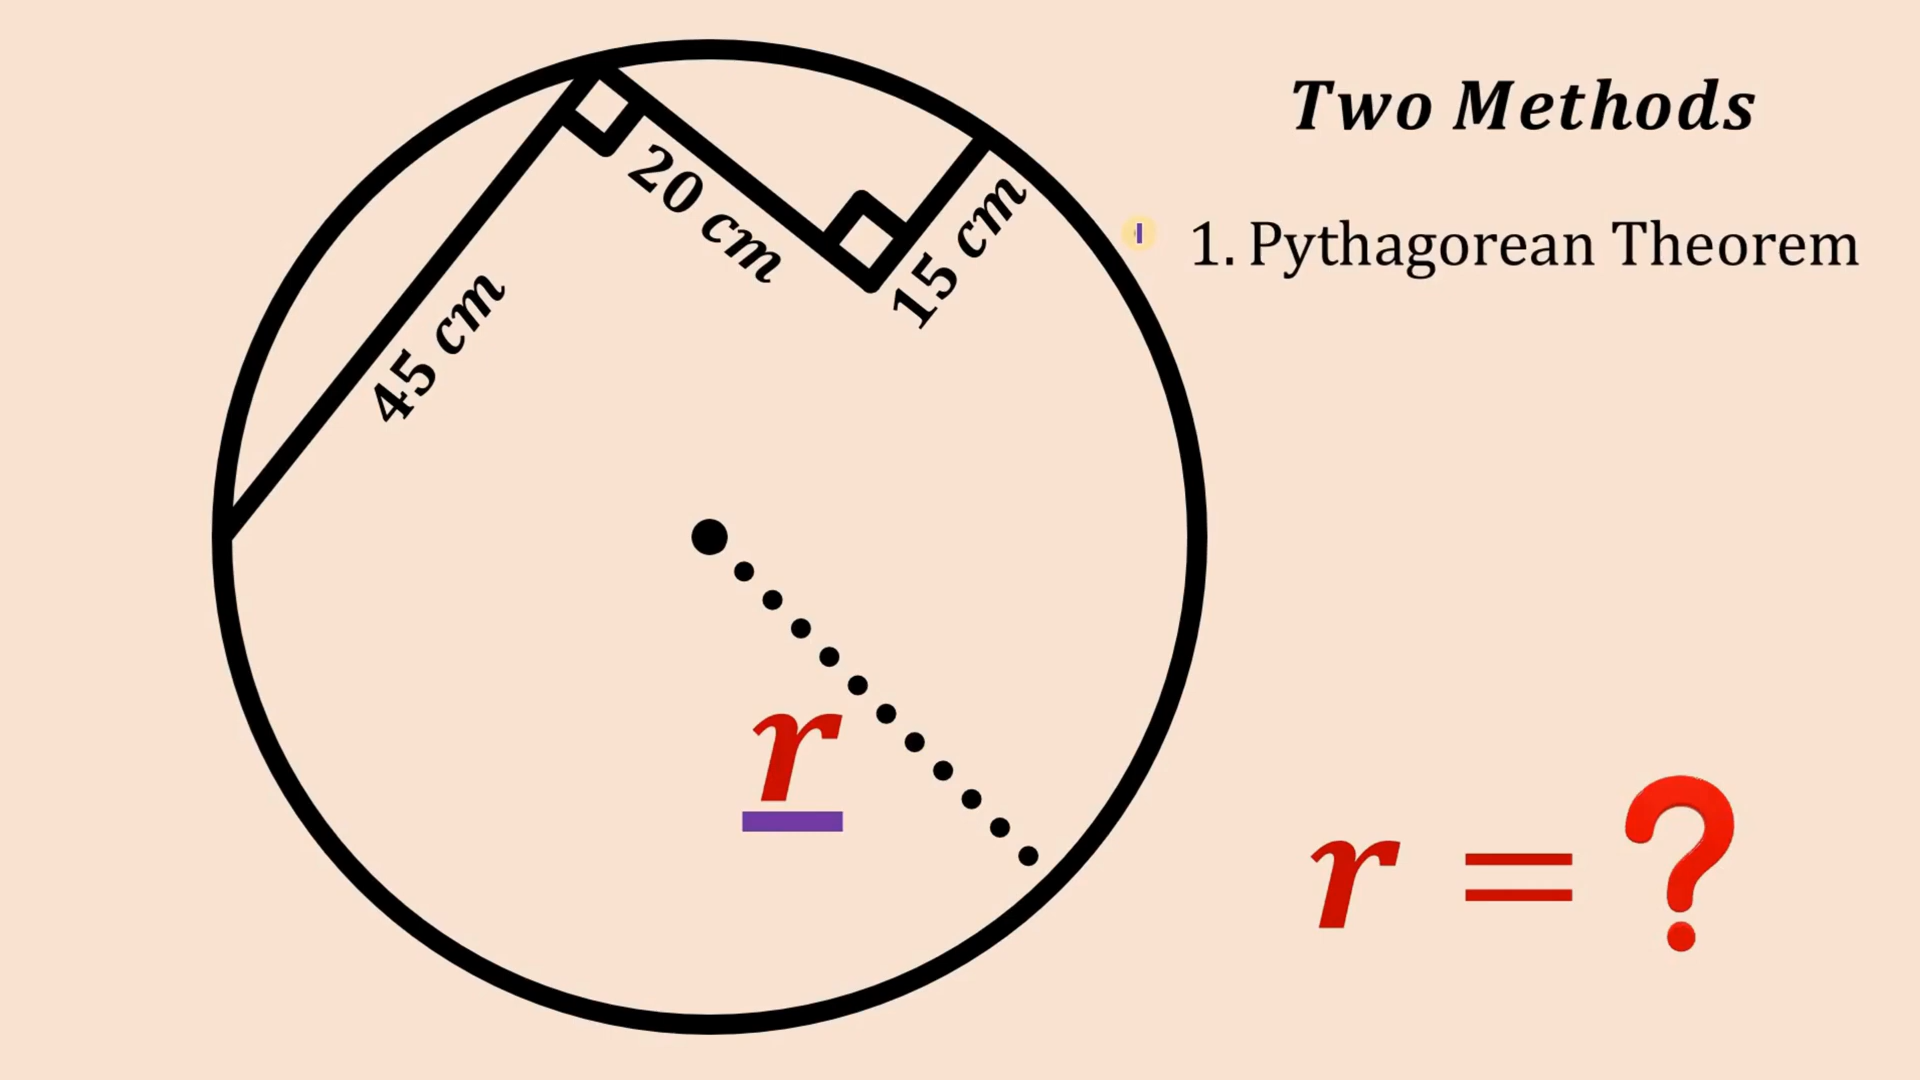 Two Methods
1. Pythagorean Theorem
45 cm
20 cm
15 cm
r
r = ?